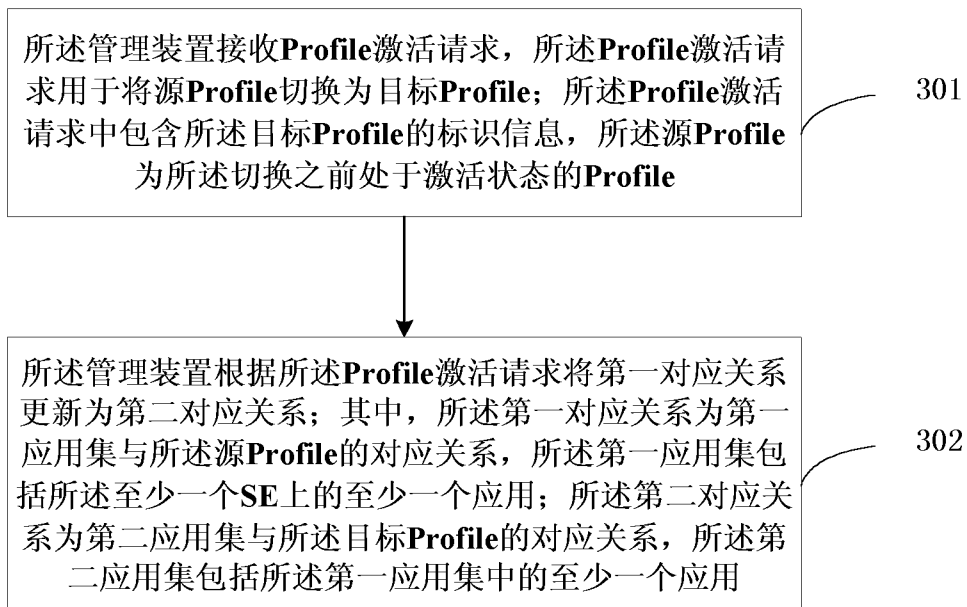 所述管理装置接收Profile激活请求，所述Profile激活请
求用于将源Profile切换为目标Profile；所述Profile激活
请求中包含所述目标Profile的标识信息，所述源Profile
为所述切换之前处于激活状态的Profile
301
所述管理装置根据所述Profile激活请求将第一对应关系
更新为第二对应关系；其中，所述第一对应关系为第一
应用集与所述源Profile的对应关系，所述第一应用集包
括所述至少一个SE上的至少一个应用；所述第二对应关
系为第二应用集与所述目标Profile的对应关系，所述第
二应用集包括所述第一应用集中的至少一个应用
302